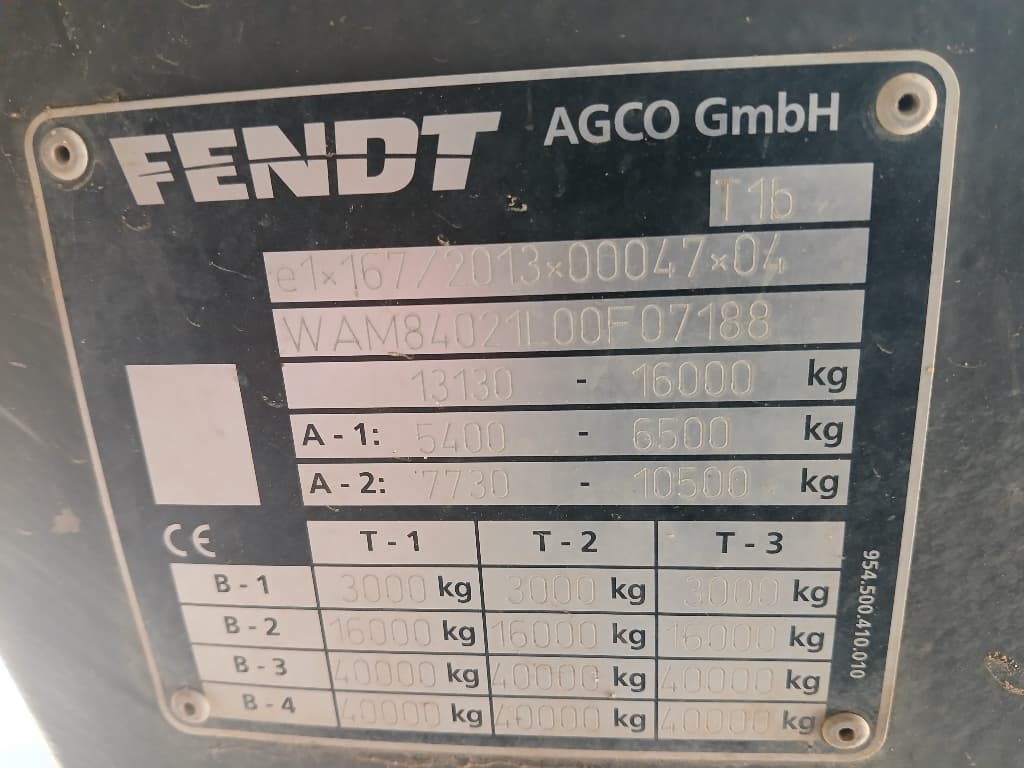 FENDT AGCO GmbH
T1b
e1×167/2013×00047×04
WAM84021L00F07188
13130 - 16000 kg
A - 1: 5400 - 6500 kg
A - 2: 7730 - 10500 kg
CE T - 1 T - 2 T - 3
B - 1 3000 kg 3000 kg 3000 kg
B - 2 16000 kg 16000 kg 16000 kg
B - 3 40000 kg 40000 kg 40000 kg
B - 4 40000 kg 40000 kg 40000 kg
954.500.410.010